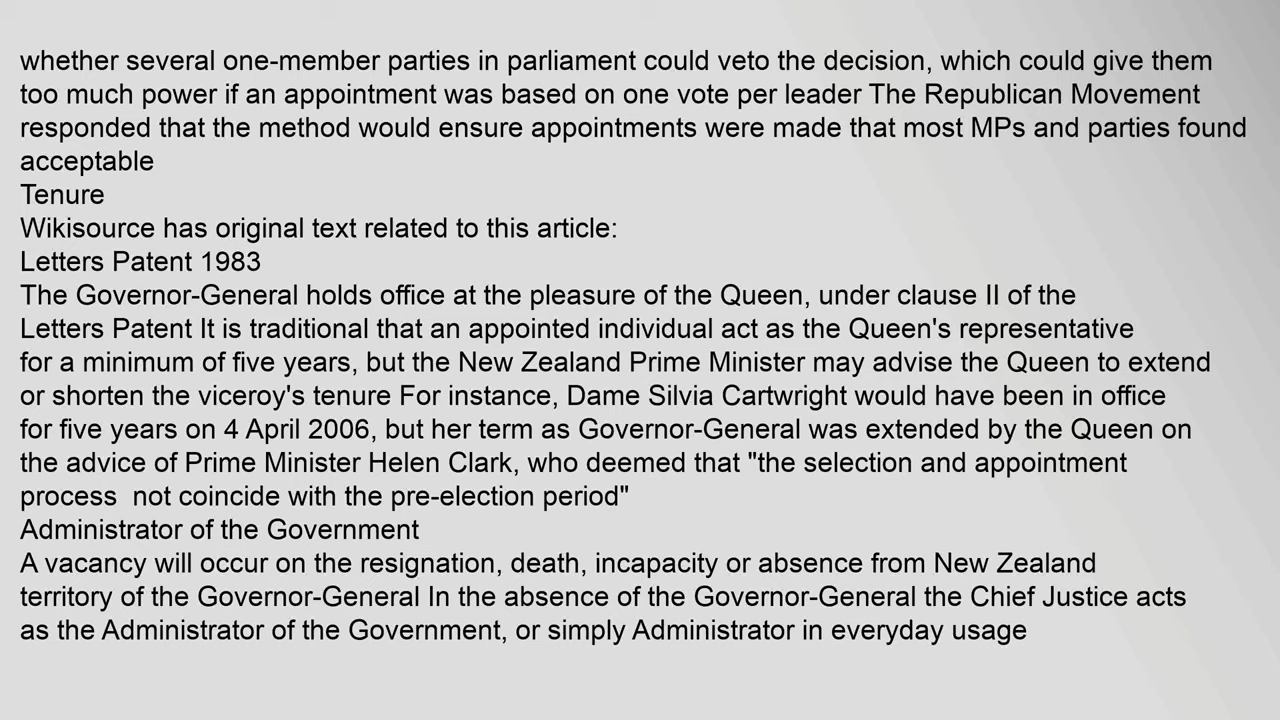 whether several one-member parties in parliament could veto the decision, which could give them
too much power if an appointment was based on one vote per leader The Republican Movement
responded that the method would ensure appointments were made that most MPs and parties found
acceptable
Tenure
Wikisource has original text related to this article:
Letters Patent 1983
The Governor-General holds office at the pleasure of the Queen, under clause II of the
Letters Patent It is traditional that an appointed individual act as the Queen's representative
for a minimum of five years, but the New Zealand Prime Minister may advise the Queen to extend
or shorten the viceroy's tenure For instance, Dame Silvia Cartwright would have been in office
for five years on 4 April 2006, but her term as Governor-General was extended by the Queen on
the advice of Prime Minister Helen Clark, who deemed that "the selection and appointment
process  not coincide with the pre-election period"
Administrator of the Government
A vacancy will occur on the resignation, death, incapacity or absence from New Zealand
territory of the Governor-General In the absence of the Governor-General the Chief Justice acts
as the Administrator of the Government, or simply Administrator in everyday usage